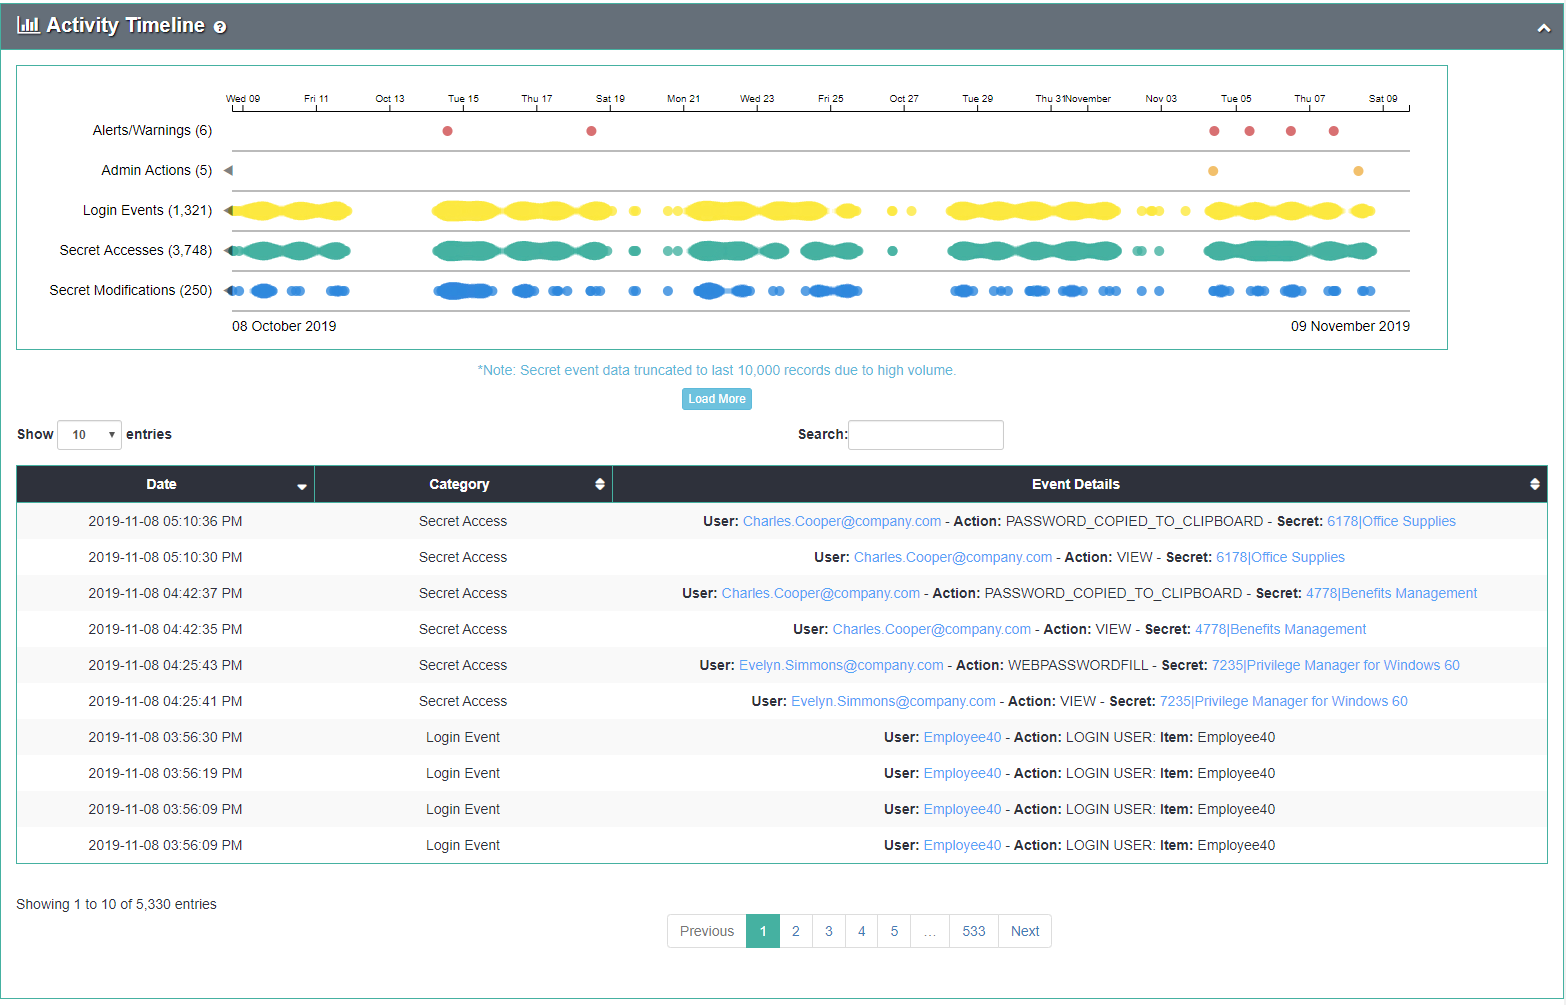 Activity Timeline
Wed 09 Fri 11 Oct 13 Tue 15 Thu 17 Sat 19 Mon 21 Wed 23 Fri 25 Oct 27 Tue 29 Thu 31 November Nov 03 Tue 05 Thu 07 Sat 09
Alerts/Warnings (6)
Admin Actions (5)
Login Events (1,321)
Secret Accesses (3,748)
Secret Modifications (250)
08 October 2019 09 November 2019
*Note: Secret event data truncated to last 10,000 records due to high volume.
Load More
Show 10 entries Search:
Date Category Event Details
2019-11-08 05:10:36 PM Secret Access User: Charles.Cooper@company.com - Action: PASSWORD_COPIED_TO_CLIPBOARD - Secret: 6178|Office Supplies
2019-11-08 05:10:30 PM Secret Access User: Charles.Cooper@company.com - Action: VIEW - Secret: 6178|Office Supplies
2019-11-08 04:42:37 PM Secret Access User: Charles.Cooper@company.com - Action: PASSWORD_COPIED_TO_CLIPBOARD - Secret: 4778|Benefits Management
2019-11-08 04:42:35 PM Secret Access User: Charles.Cooper@company.com - Action: VIEW - Secret: 4778|Benefits Management
2019-11-08 04:25:43 PM Secret Access User: Evelyn.Simmons@company.com - Action: WEBPASSWORDFILL - Secret: 7235|Privilege Manager for Windows 60
2019-11-08 04:25:41 PM Secret Access User: Evelyn.Simmons@company.com - Action: VIEW - Secret: 7235|Privilege Manager for Windows 60
2019-11-08 03:56:30 PM Login Event User: Employee40 - Action: LOGIN USER: Item: Employee40
2019-11-08 03:56:19 PM Login Event User: Employee40 - Action: LOGIN USER: Item: Employee40
2019-11-08 03:56:09 PM Login Event User: Employee40 - Action: LOGIN USER: Item: Employee40
2019-11-08 03:56:09 PM Login Event User: Employee40 - Action: LOGIN USER: Item: Employee40
Showing 1 to 10 of 5,330 entries
Previous 1 2 3 4 5 ... 533 Next